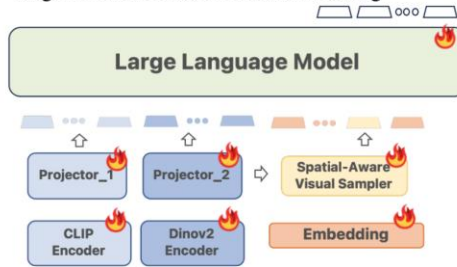 Large Language Model
Projector_1
Projector_2
Spatial-Aware
Visual Sampler
CLIP
Encoder
Dinov2
Encoder
Embedding